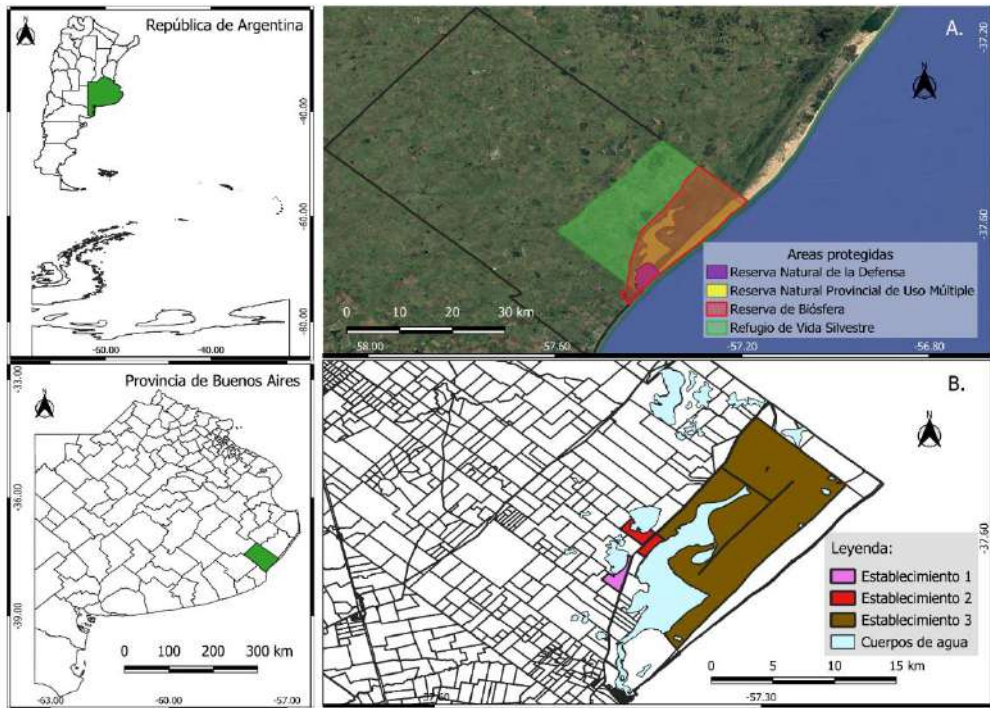 República de Argentina
N
-40.00
-60.00
-80.00
-60.00
-40.00
A.
N
-37.20
-37.60
Areas protegidas
Reserva Natural de la Defensa
Reserva Natural Provincial de Uso Múltiple
Reserva de Biósfera
Refugio de Vida Silvestre
0 10 20 30 km
-58.00
-57.60
-57.20
-56.80
Provincia de Buenos Aires
N
-33.00
-36.00
-39.00
0 100 200 300 km
-63.00
-60.00
-57.00
B.
N
-37.60
Leyenda:
Establecimiento 1
Establecimiento 2
Establecimiento 3
Cuerpos de agua
0 5 10 15 km
-57.60
-57.30